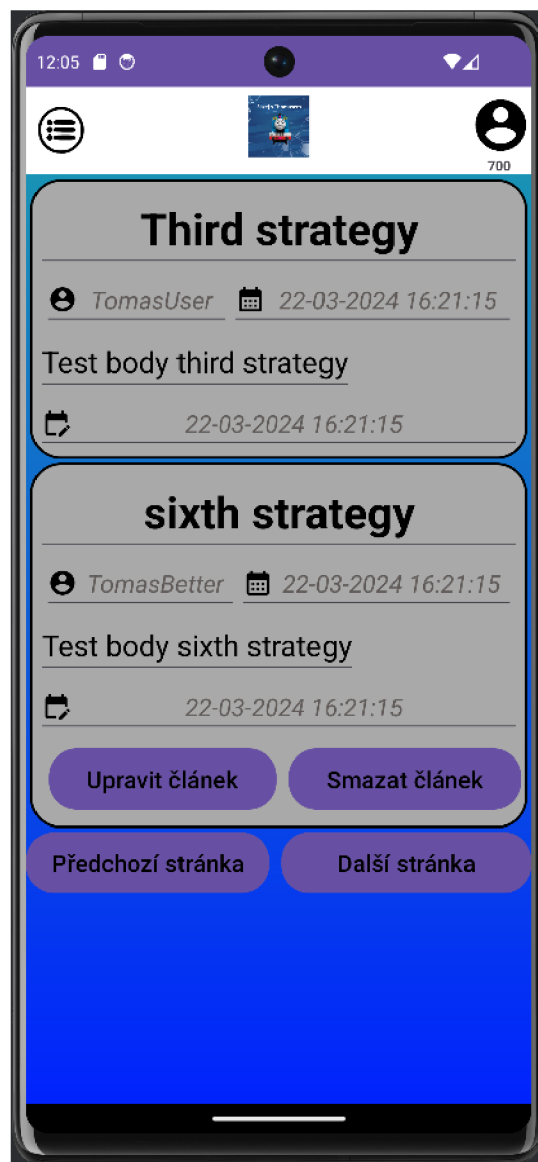 12:05
700
Third strategy
TomasUser 22-03-2024 16:21:15
Test body third strategy
22-03-2024 16:21:15
sixth strategy
TomasBetter 22-03-2024 16:21:15
Test body sixth strategy
22-03-2024 16:21:15
Upravit článek Smazat článek
Předchozí stránka Další stránka